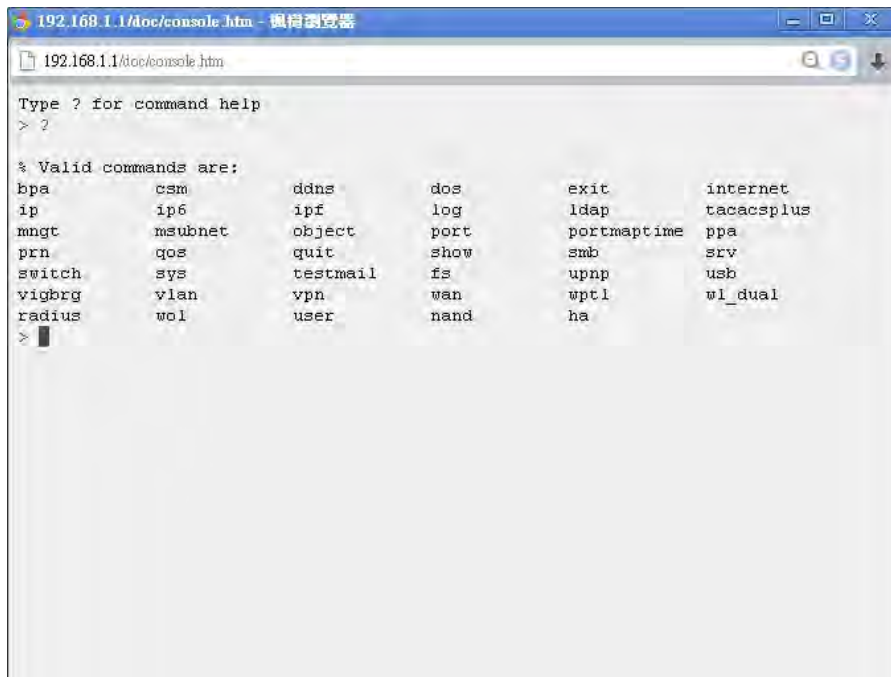 192.168.1.1/doc/console.htm - 楓樹瀏覽器
192.168.1.1/doc/console.htm
Type ? for command help
> ?
% Valid commands are:
bpa csm ddns dos exit internet
ip ip6 ipf log ldap tacacsplus
mngt msubnet object port portmaptime ppa
prn qos quit show smb srv
switch sys testmail fs upnp usb
vigbrg vlan vpn wan wptl wl_dual
radius wol user nand ha
>